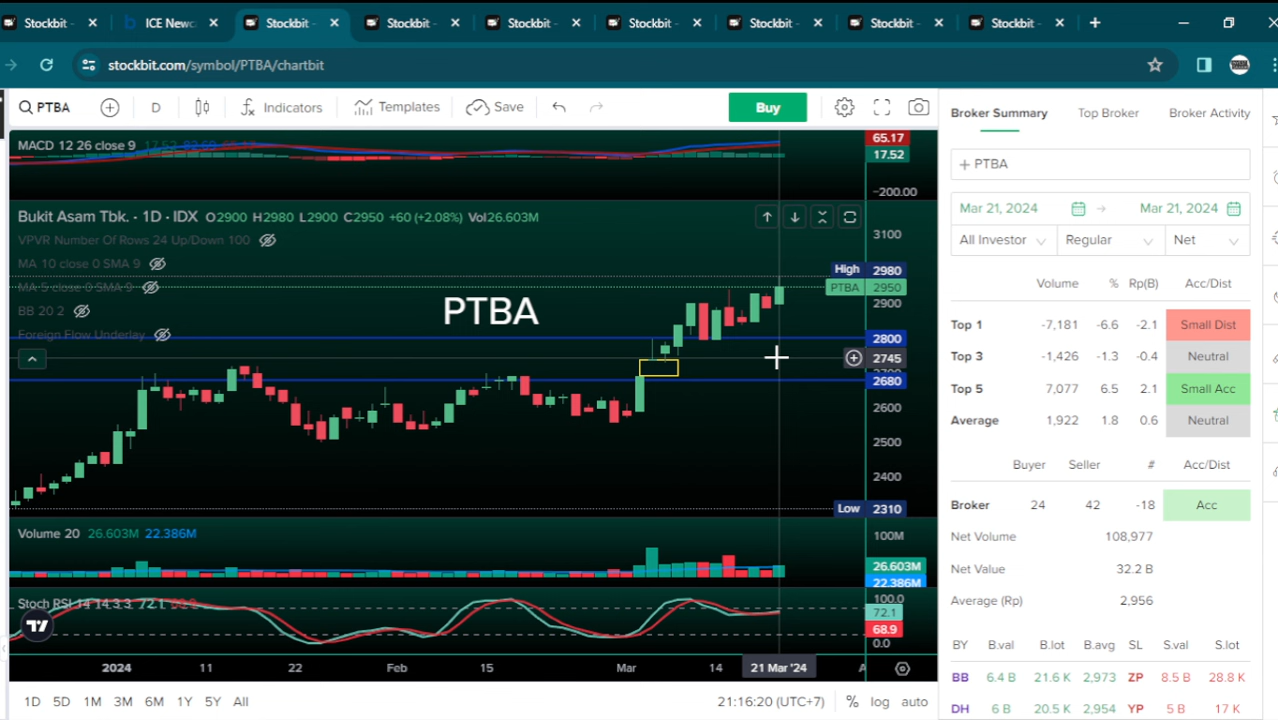 Stockbit - ICE Newca Stockbit - Stockbit - Stockbit - Stockbit - Stockbit - Stockbit - Stockbit -
stockbit.com/symbol/PTBA/chartbit
PTBA D Indicators Templates Save Buy
MACD 12 26 close 9 17.52
65.17
17.52
-200.00
Bukit Asam Tbk. · 1D · IDX O2900 H2980 L2900 C2950 +60 (+2.08%) Vol26.603M
VPVR Number Of Rows 24 Up/Down 100
MA 10 close 0 SMA 9
MA 5 close 0 SMA 9
BB 20 2
Foreign Flow Underlay
PTBA
3100
High 2980
PTBA 2950
2900
2800
2745
2680
2600
2500
2400
Low 2310
Volume 20 26.603M 22.386M
100M
26.603M
22.386M
Stoch RSI 14 14 3 3 72.1 68.9
100.0
72.1
68.9
0.0
2024 11 22 Feb 15 Mar 14 21 Mar '24 A
1D 5D 1M 3M 6M 1Y 5Y All 21:16:20 (UTC+7) % log auto
Broker Summary Top Broker Broker Activity
+ PTBA
Mar 21, 2024 → Mar 21, 2024
All Investor Regular Net
Volume % Rp(B) Acc/Dist
Top 1 -7,181 -6.6 -2.1 Small Dist
Top 3 -1,426 -1.3 -0.4 Neutral
Top 5 7,077 6.5 2.1 Small Acc
Average 1,922 1.8 0.6 Neutral
Buyer Seller # Acc/Dist
Broker 24 42 -18 Acc
Net Volume 108,977
Net Value 32.2 B
Average (Rp) 2,956
BY B.val B.lot B.avg SL S.val S.lot
BB 6.4 B 21.6 K 2,973 ZP 8.5 B 28.8 K
DH 6 B 20.5 K 2,954 YP 5 B 17 K